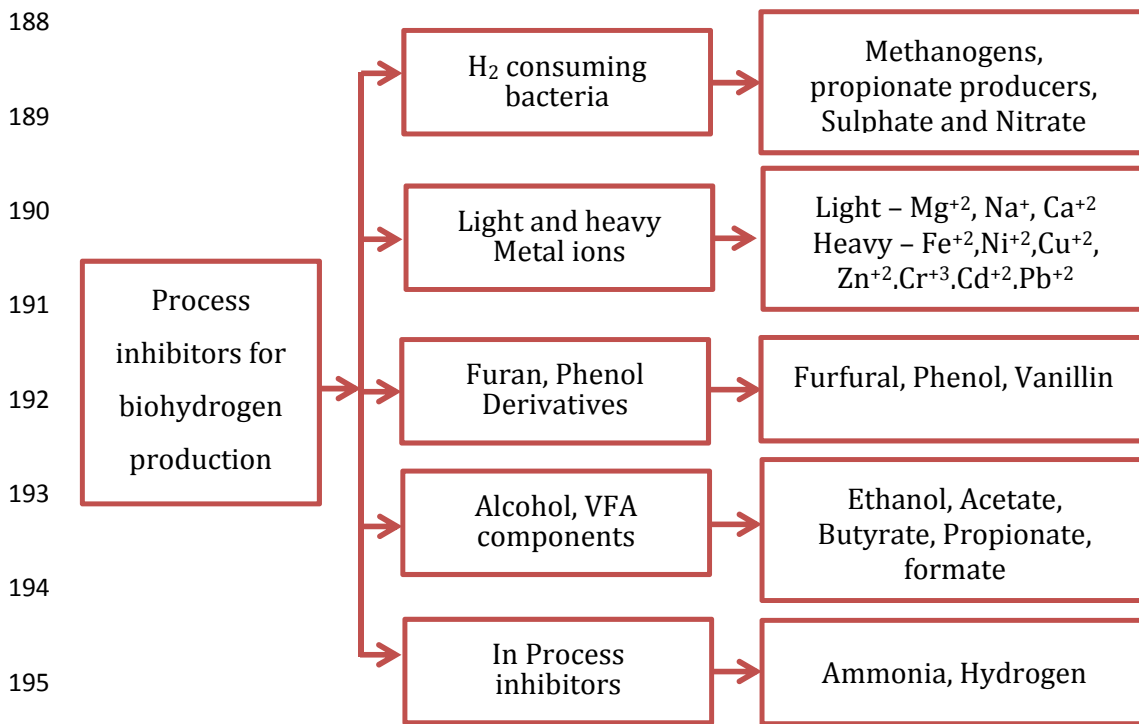 188
189
190
191
192
193
194
195
Process
inhibitors for
biohydrogen
production
H₂ consuming
bacteria
Methanogens,
propionate producers,
Sulphate and Nitrate
Light and heavy
Metal ions
Light – Mg⁺², Na⁺, Ca⁺²
Heavy – Fe⁺²,Ni⁺²,Cu⁺²,
Zn⁺²,Cr⁺³,Cd⁺²,Pb⁺²
Furan, Phenol
Derivatives
Furfural, Phenol, Vanillin
Alcohol, VFA
components
Ethanol, Acetate,
Butyrate, Propionate,
formate
In Process
inhibitors
Ammonia, Hydrogen